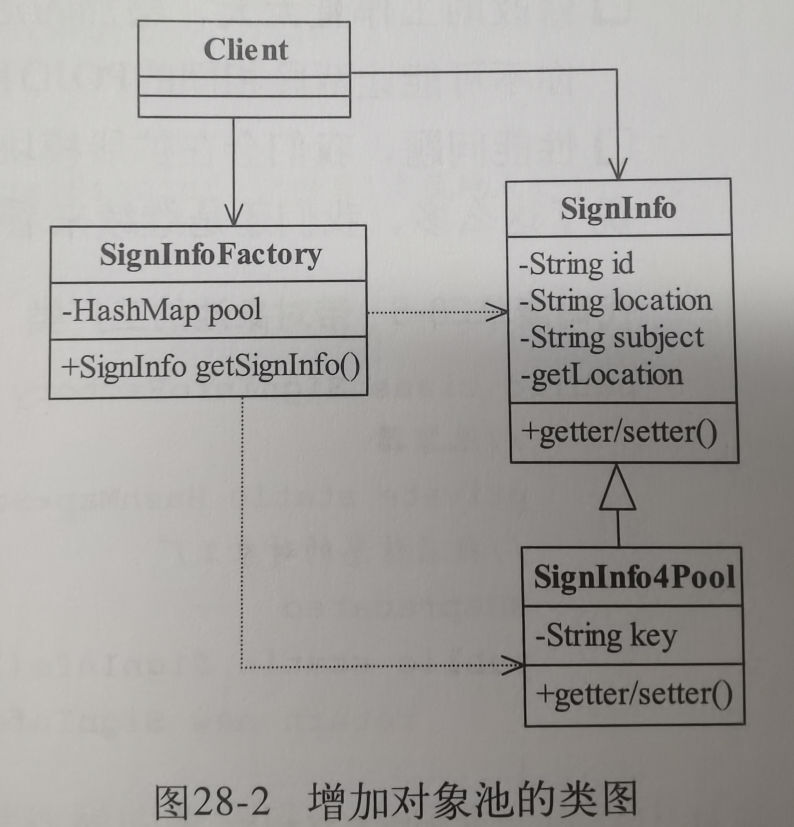 Client
SignInfoFactory
-HashMap pool
+SignInfo getSignInfo()
SignInfo
-String id
-String location
-String subject
-getLocation
+getter/setter()
SignInfo4Pool
-String key
+getter/setter()
图28-2 增加对象池的类图